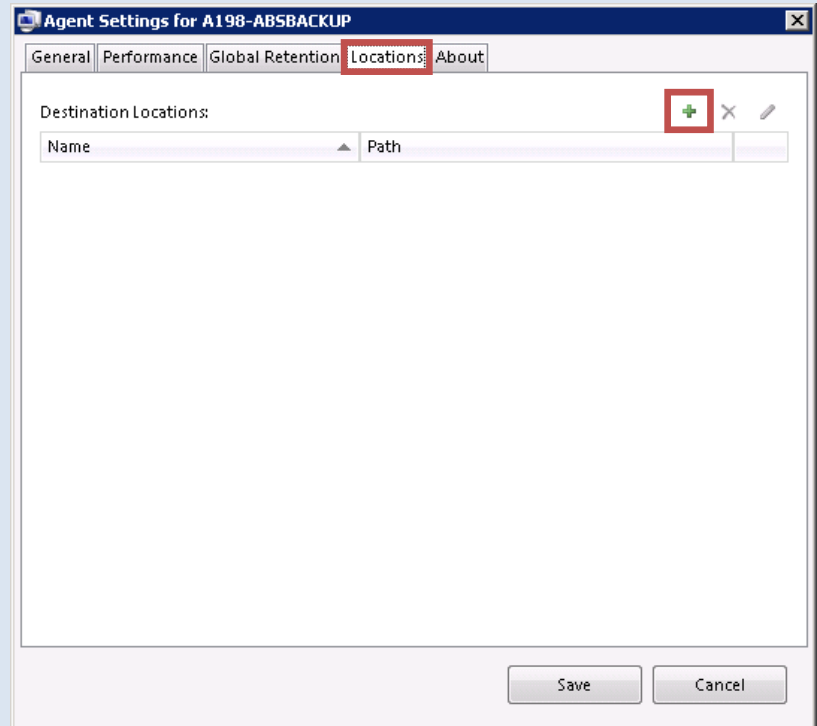 Agent Settings for A198-ABSBACKUP
General Performance Global Retention Locations About
Destination Locations:
Name Path
Save Cancel